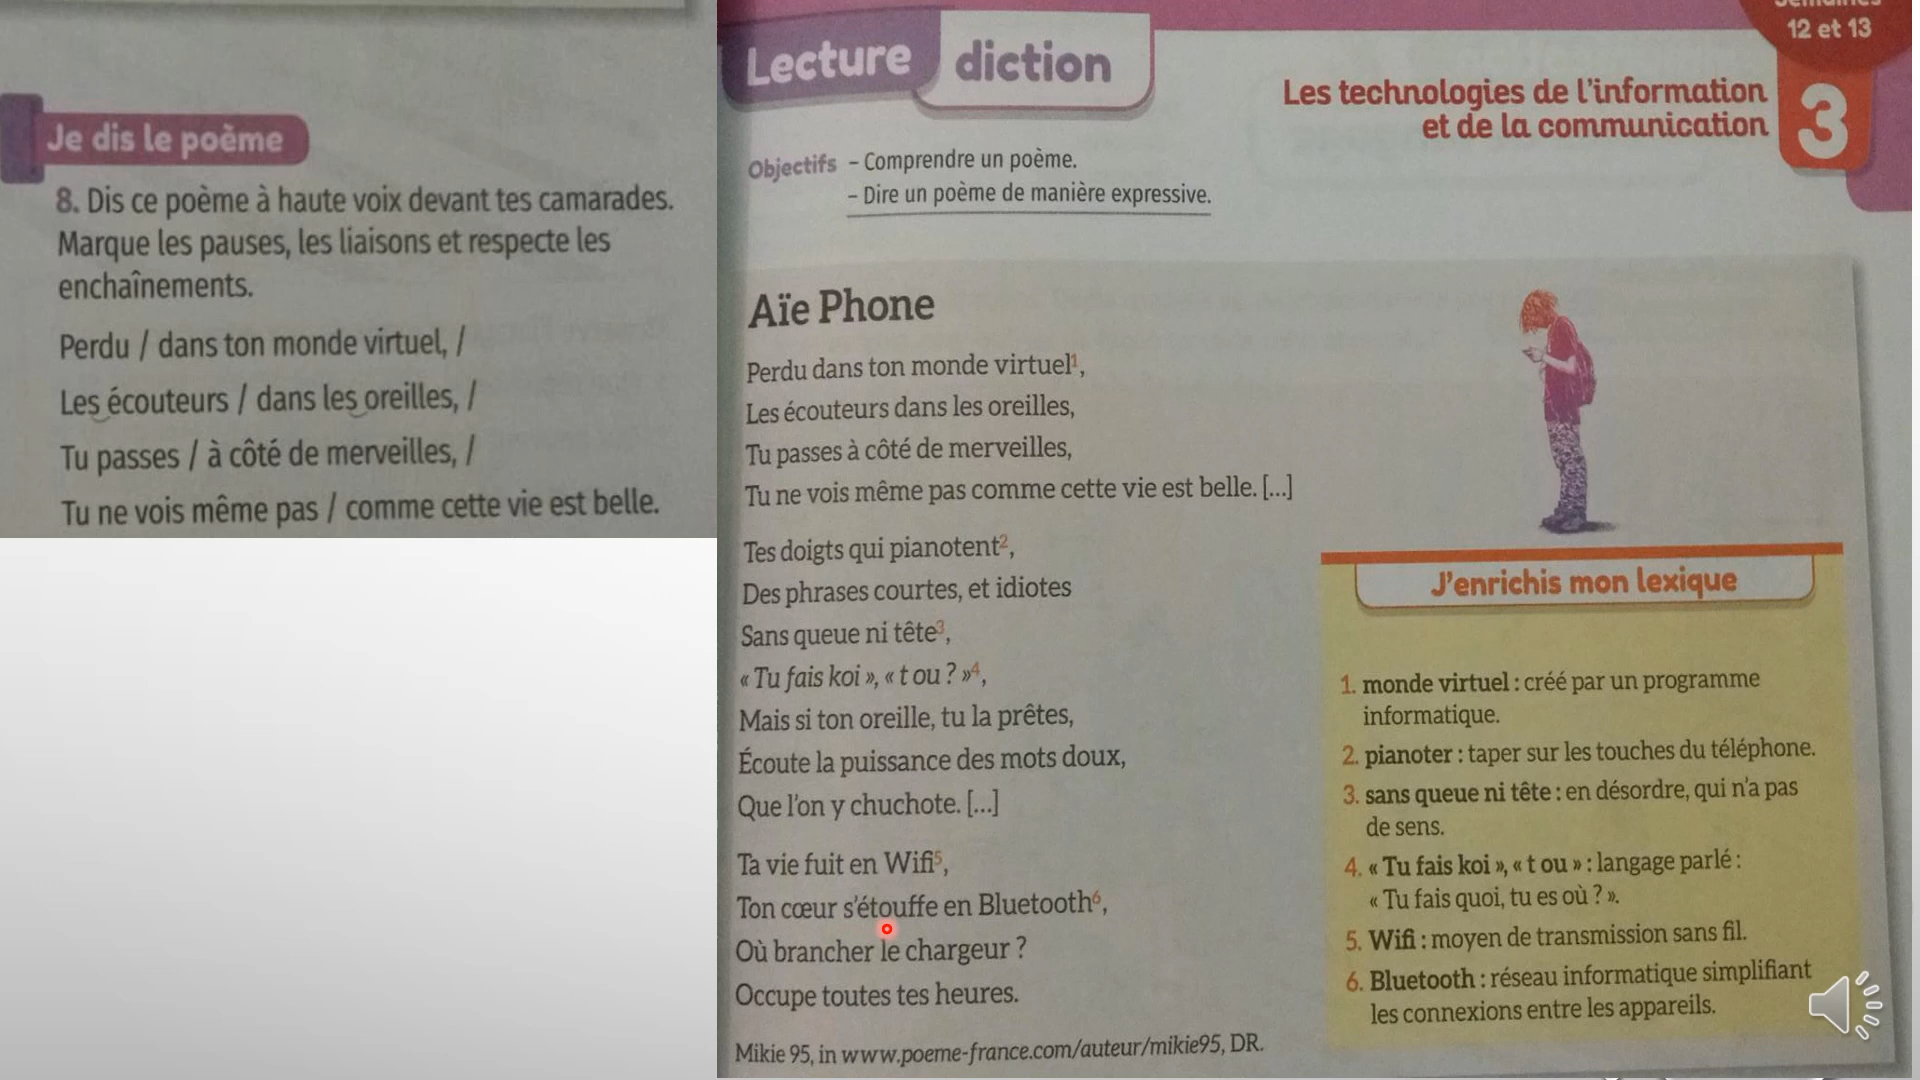 Je dis le poème
8. Dis ce poème à haute voix devant tes camarades.
Marque les pauses, les liaisons et respecte les
enchaînements.
Perdu / dans ton monde virtuel, /
Les écouteurs / dans les oreilles, /
Tu passes / à côté de merveilles, /
Tu ne vois même pas / comme cette vie est belle.
Lecture diction
12 et 13
Les technologies de l'information
et de la communication
3
Objectifs – Comprendre un poème.
– Dire un poème de manière expressive.
Aïe Phone
Perdu dans ton monde virtuel1,
Les écouteurs dans les oreilles,
Tu passes à côté de merveilles,
Tu ne vois même pas comme cette vie est belle. [...]
Tes doigts qui pianotent2,
Des phrases courtes, et idiotes
Sans queue ni tête3,
« Tu fais koi », « t ou ? »4,
Mais si ton oreille, tu la prêtes,
Écoute la puissance des mots doux,
Que l'on y chuchote. [...]
Ta vie fuit en Wifi5,
Ton cœur s'étouffe en Bluetooth6,
Où brancher le chargeur ?
Occupe toutes tes heures.
Mikie 95, in www.poeme-france.com/auteur/mikie95, DR.
J'enrichis mon lexique
1. monde virtuel : créé par un programme
informatique.
2. pianoter : taper sur les touches du téléphone.
3. sans queue ni tête : en désordre, qui n'a pas
de sens.
4. « Tu fais koi », « t ou » : langage parlé :
« Tu fais quoi, tu es où ? ».
5. Wifi : moyen de transmission sans fil.
6. Bluetooth : réseau informatique simplifiant
les connexions entre les appareils.